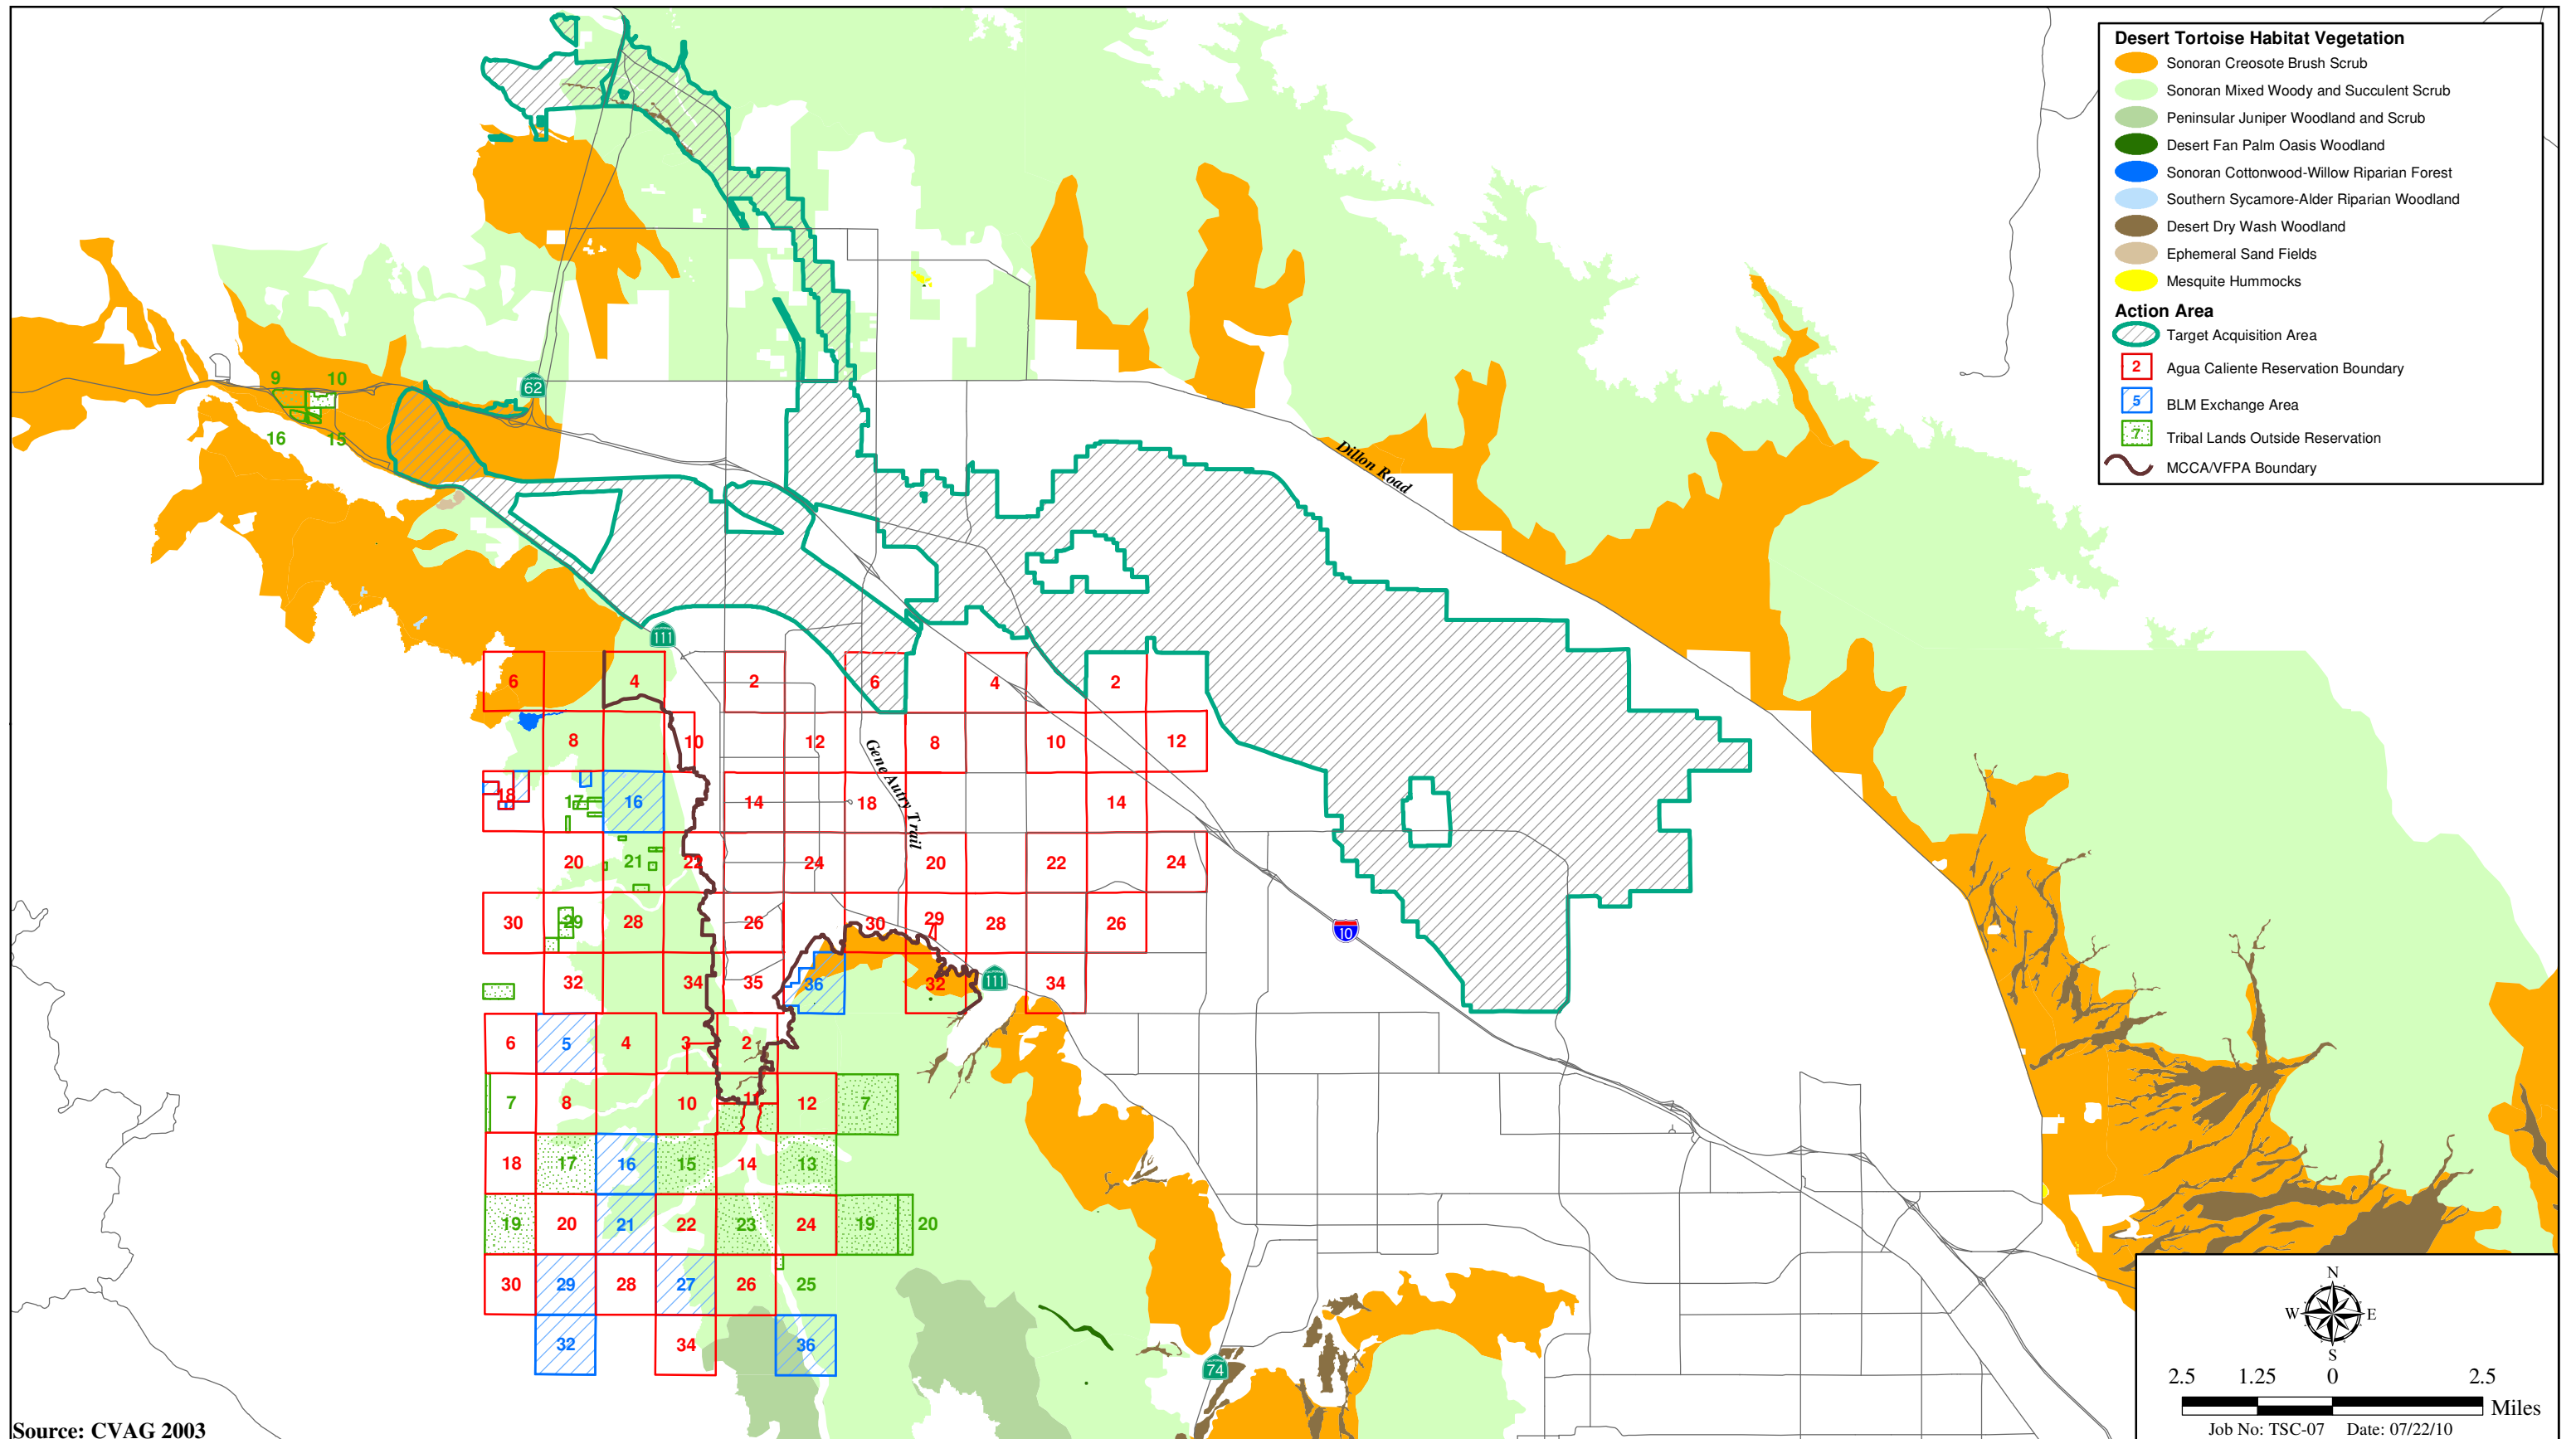 Desert Tortoise Habitat Vegetation
Sonoran Creosote Brush Scrub
Sonoran Mixed Woody and Succulent Scrub
Peninsular Juniper Woodland and Scrub
Desert Fan Palm Oasis Woodland
Sonoran Cottonwood-Willow Riparian Forest
Southern Sycamore-Alder Riparian Woodland
Desert Dry Wash Woodland
Ephemeral Sand Fields
Mesquite Hummocks
Action Area
Target Acquisition Area
2 Agua Caliente Reservation Boundary
5 BLM Exchange Area
7 Tribal Lands Outside Reservation
MCCA/VFPA Boundary
9 10
62
16 15
Dillon Road
111
6 4 2 6 4 2
8 10 12 8 10 12
Gene Autry Trail
18 17 16 14 18 14
20 21 22 24 20 22 24
30 29 28 26 30 29 28 26
10
32 34 35 36 32 111 34
6 5 4 3 2
7 8 10 11 12 7
18 17 16 15 14 13
19 20 21 22 23 24 19 20
30 29 28 27 26 25
32 34 36
74
N
W E
S
2.5 1.25 0 2.5
Miles
Job No: TSC-07 Date: 07/22/10
Source: CVAG 2003